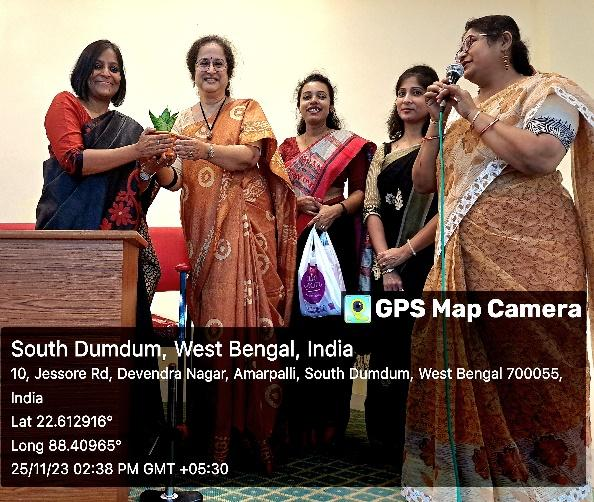 GPS Map Camera
South Dumdum, West Bengal, India
10, Jessore Rd, Devendra Nagar, Amarpalli, South Dumdum, West Bengal 700055,
India
Lat 22.612916°
Long 88.40965°
25/11/23 02:38 PM GMT +05:30